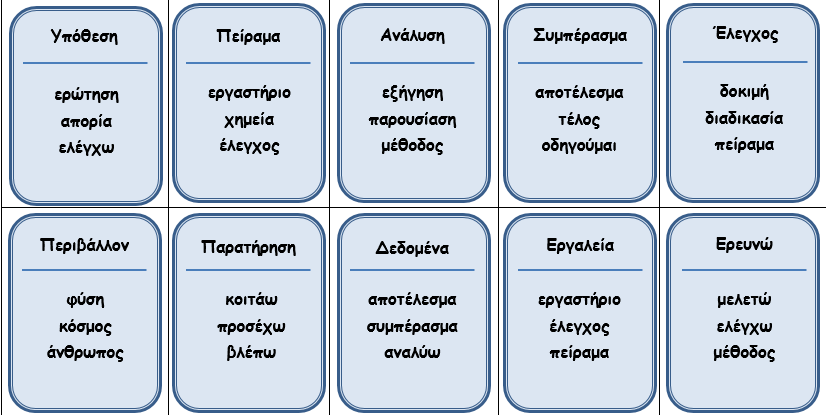 Υπόθεση
ερώτηση
απορία
ελέγχω
Πείραμα
εργαστήριο
χημεία
έλεγχος
Ανάλυση
εξήγηση
παρουσίαση
μέθοδος
Συμπέρασμα
αποτέλεσμα
τέλος
οδηγούμαι
Έλεγχος
δοκιμή
διαδικασία
πείραμα
Περιβάλλον
φύση
κόσμος
άνθρωπος
Παρατήρηση
κοιτάω
προσέχω
βλέπω
Δεδομένα
αποτέλεσμα
συμπέρασμα
αναλύω
Εργαλεία
εργαστήριο
έλεγχος
πείραμα
Ερευνώ
μελετώ
ελέγχω
μέθοδος